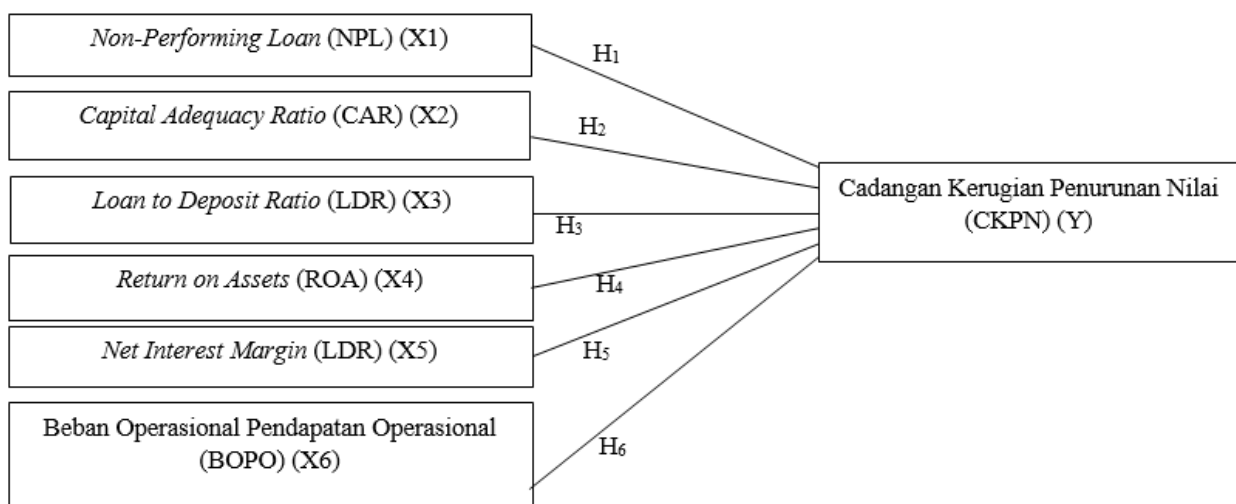 Non-Performing Loan (NPL) (X1)
H1
Capital Adequacy Ratio (CAR) (X2)
H2
Loan to Deposit Ratio (LDR) (X3)
H3
Return on Assets (ROA) (X4)
H4
Net Interest Margin (LDR) (X5)
H5
Beban Operasional Pendapatan Operasional
(BOPO) (X6)
H6
Cadangan Kerugian Penurunan Nilai
(CKPN) (Y)